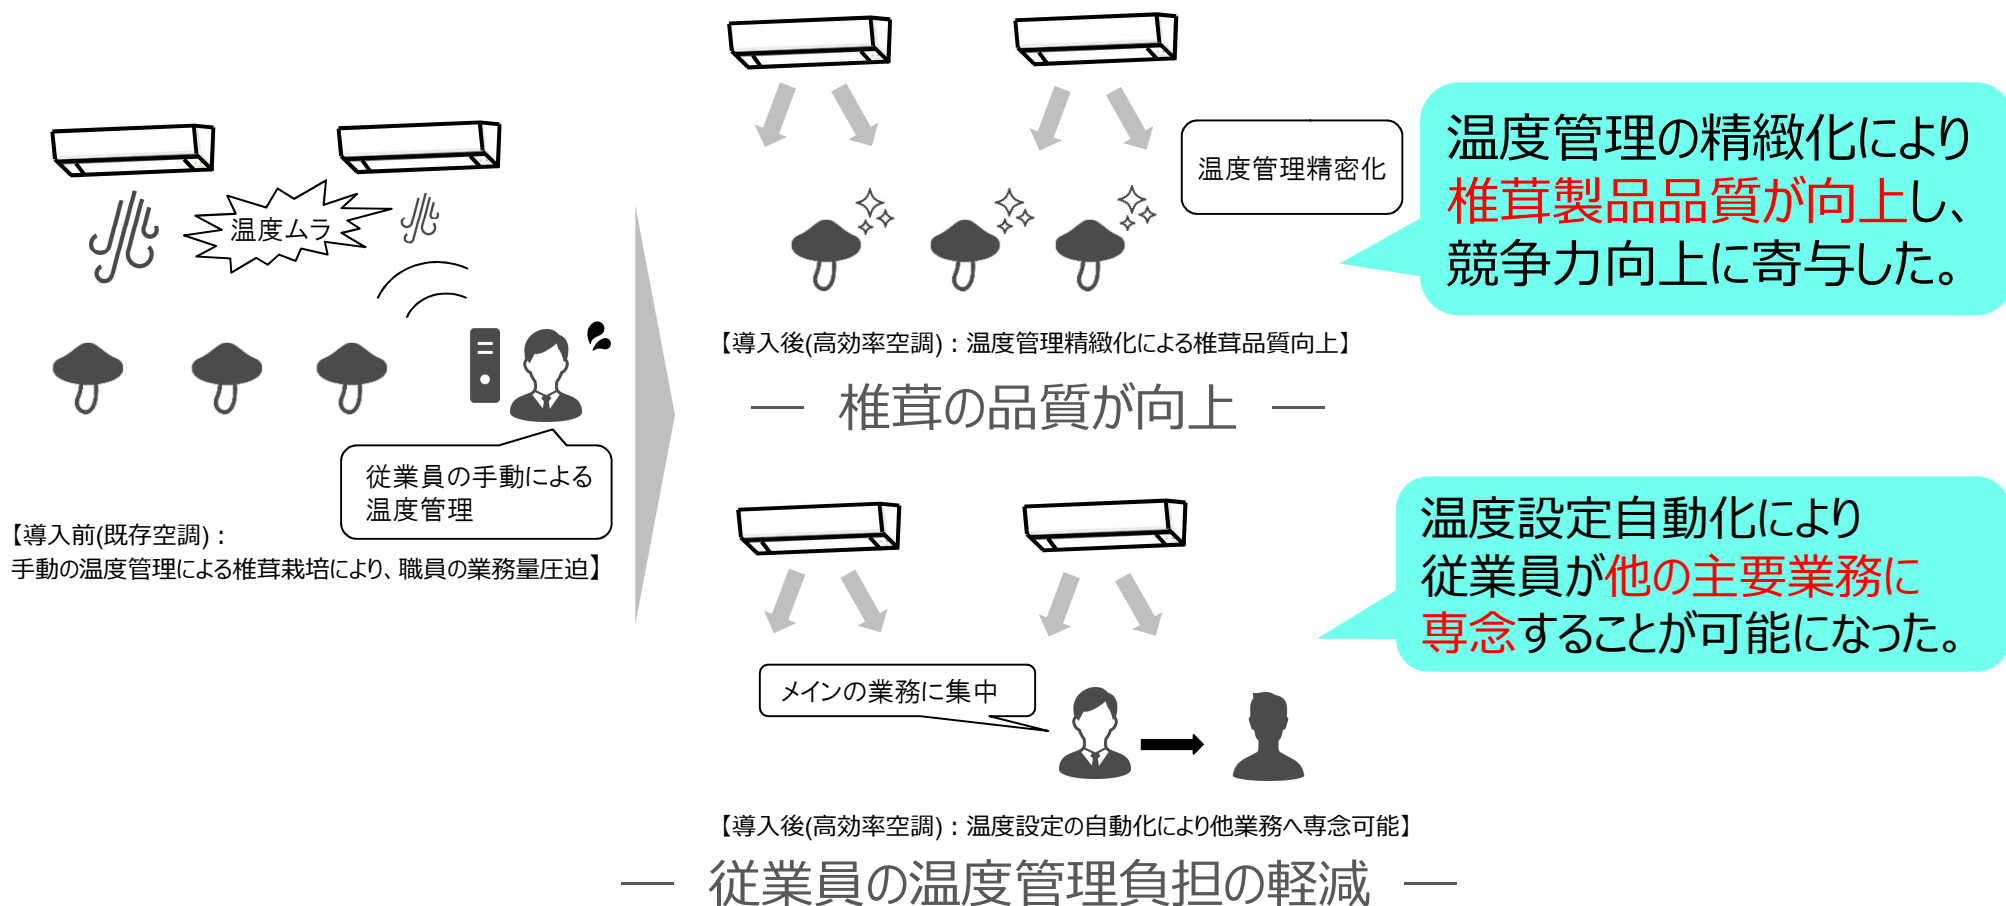 温度ムラ
従業員の手動による
温度管理
【導入前(既存空調)：
手動の温度管理による椎茸栽培により、職員の業務量圧迫】
温度管理精密化
温度管理の精緻化により
椎茸製品品質が向上し、
競争力向上に寄与した。
【導入後(高効率空調)：温度管理精緻化による椎茸品質向上】
― 椎茸の品質が向上 ―
温度設定自動化により
従業員が他の主要業務に
専念することが可能になった。
メインの業務に集中
【導入後(高効率空調)：温度設定の自動化により他業務へ専念可能】
― 従業員の温度管理負担の軽減 ―